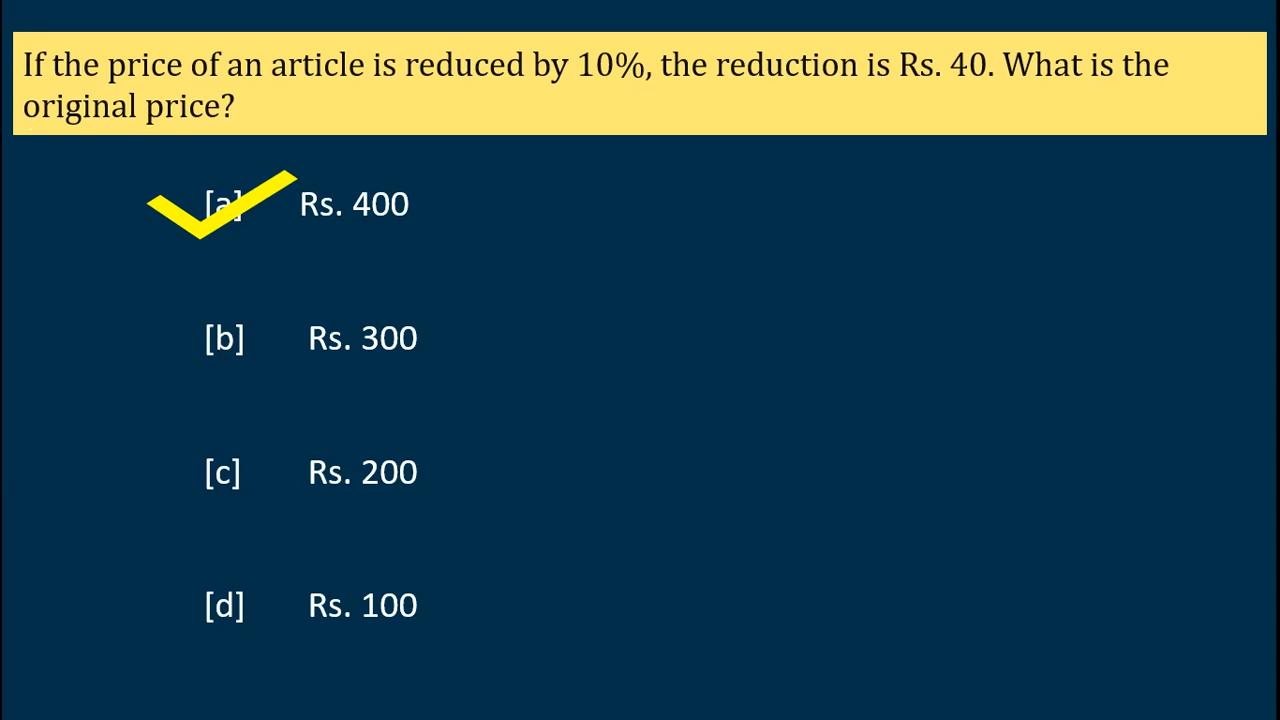 If the price of an article is reduced by 10%, the reduction is Rs. 40. What is the
original price?
[a] Rs. 400
[b] Rs. 300
[c] Rs. 200
[d] Rs. 100